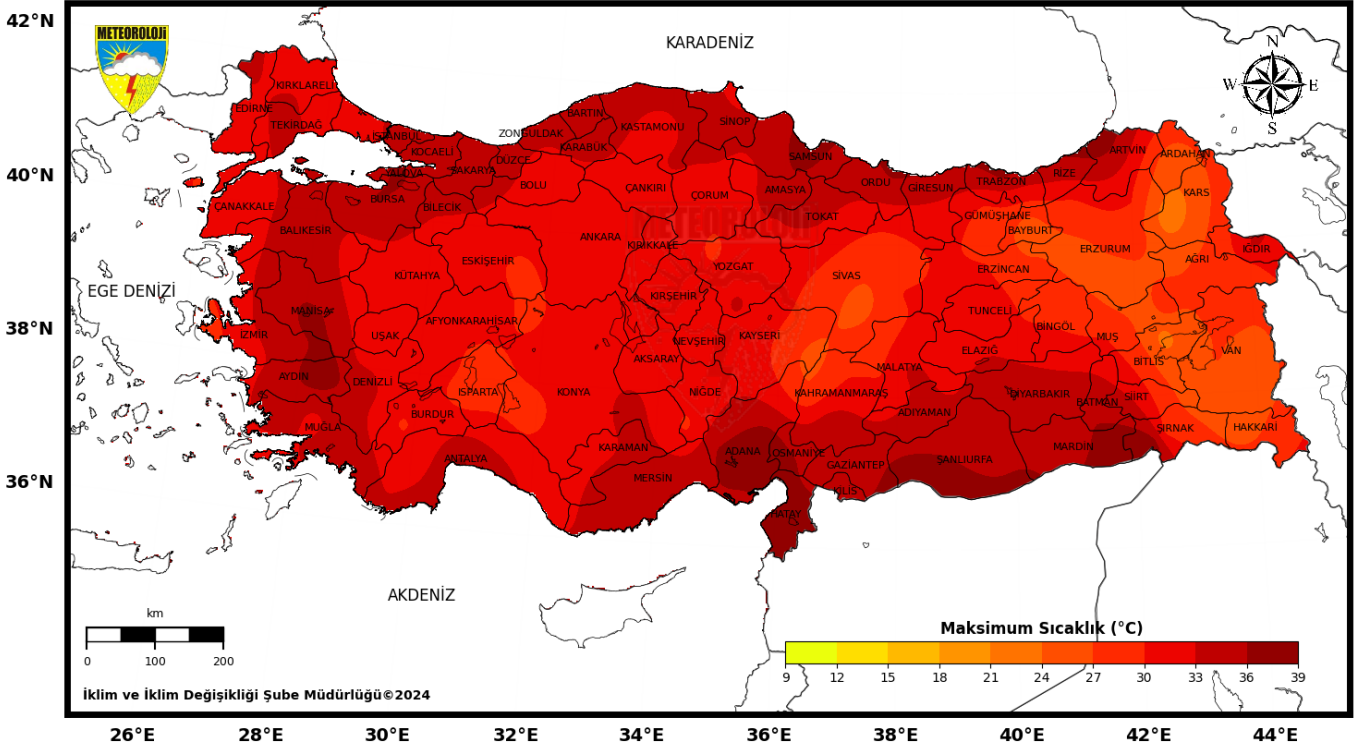 42°N
40°N
38°N
36°N
METEOROLOJİ
KARADENİZ
N
W
E
S
KIRKLARELİ
EDİRNE
TEKİRDAĞ
İSTANBUL
KOCAELİ
YALOVA
SAKARYA
DÜZCE
ZONGULDAK
BARTIN
KARABÜK
KASTAMONU
SİNOP
SAMSUN
ORDU
GİRESUN
TRABZON
RİZE
ARTVİN
ARDAHAN
KARS
ÇANAKKALE
BURSA
BİLECİK
BOLU
ÇANKIRI
ÇORUM
AMASYA
TOKAT
GÜMÜŞHANE
BAYBURT
ERZURUM
IĞDIR
AĞRI
BALIKESİR
KÜTAHYA
ESKİŞEHİR
ANKARA
KIRIKKALE
METEOROLOJİ
YOZGAT
SİVAS
ERZİNCAN
EGE DENİZİ
MANİSA
İZMİR
UŞAK
AFYONKARAHİSAR
KIRŞEHİR
NEVŞEHİR
KAYSERİ
TUNCELİ
BİNGÖL
MUŞ
BİTLİS
VAN
AKSARAY
ELAZIĞ
MALATYA
AYDIN
DENİZLİ
ISPARTA
BURDUR
KONYA
NİĞDE
KAHRAMANMARAŞ
ADIYAMAN
DİYARBAKIR
BATMAN
SİİRT
ŞIRNAK
HAKKARİ
MUĞLA
ANTALYA
KARAMAN
MERSİN
ADANA
OSMANİYE
GAZİANTEP
KİLİS
ŞANLIURFA
MARDİN
HATAY
AKDENİZ
km
0 100 200
İklim ve İklim Değişikliği Şube Müdürlüğü©2024
Maksimum Sıcaklık (°C)
9 12 15 18 21 24 27 30 33 36 39
26°E 28°E 30°E 32°E 34°E 36°E 38°E 40°E 42°E 44°E